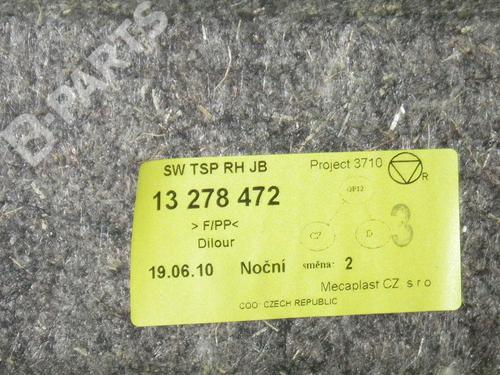 B-PARTS
SW TSP RH JB
Project 3710
R
13 278 472
GP12
> F/PP<
CZ
D
3
Dilour
19.06.10 Noční směna: 2
Mecaplast CZ, s r o
COO: CZECH REPUBLIC